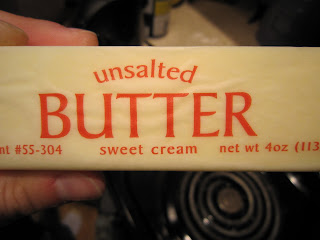 unsalted
BUTTER
nt #55-304 sweet cream net wt 4oz (113